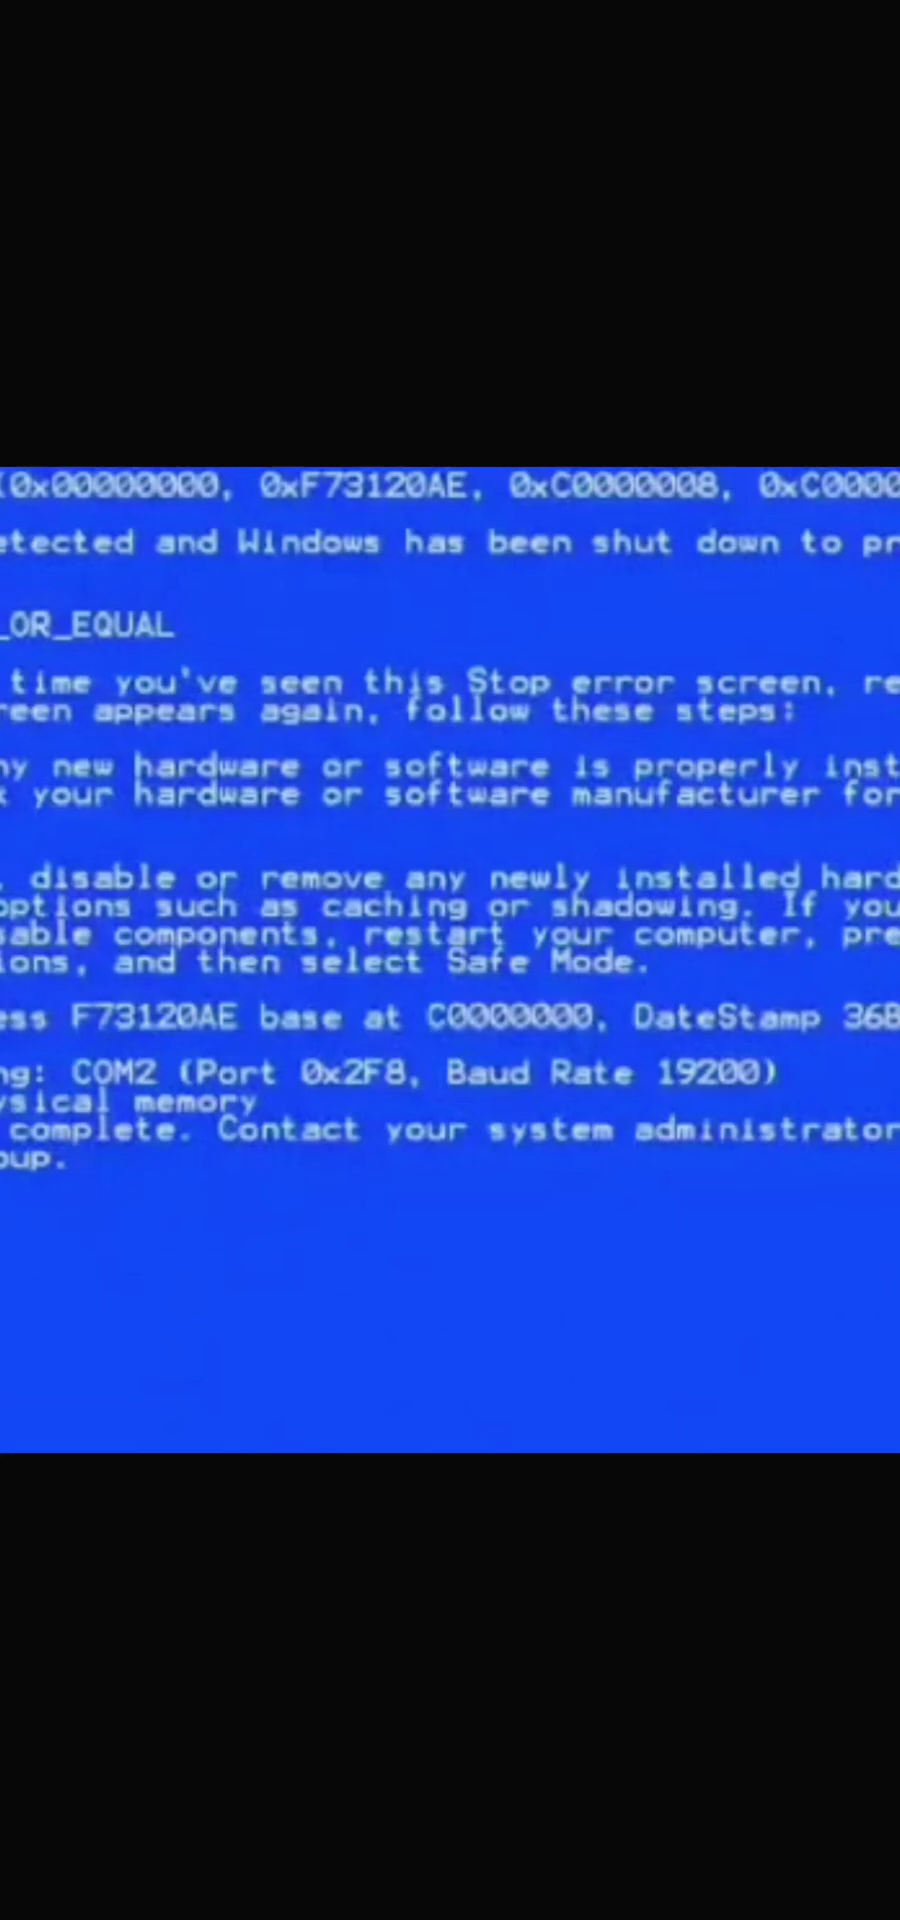 (0x00000000, 0xF73120AE, 0xC0000008, 0xC0000
etected and Windows has been shut down to pr
_OR_EQUAL
time you've seen this Stop error screen, re
reen appears again, follow these steps:
ny new hardware or software is properly inst
your hardware or software manufacturer for
, disable or remove any newly installed hard
options such as caching or shadowing. If you
sable components, restart your computer, pre
ions, and then select Safe Mode.
ess F73120AE base at C0000000, DateStamp 36B
ng: COM2 (Port 0x2F8, Baud Rate 19200)
ysical memory
complete. Contact your system administrator
oup.